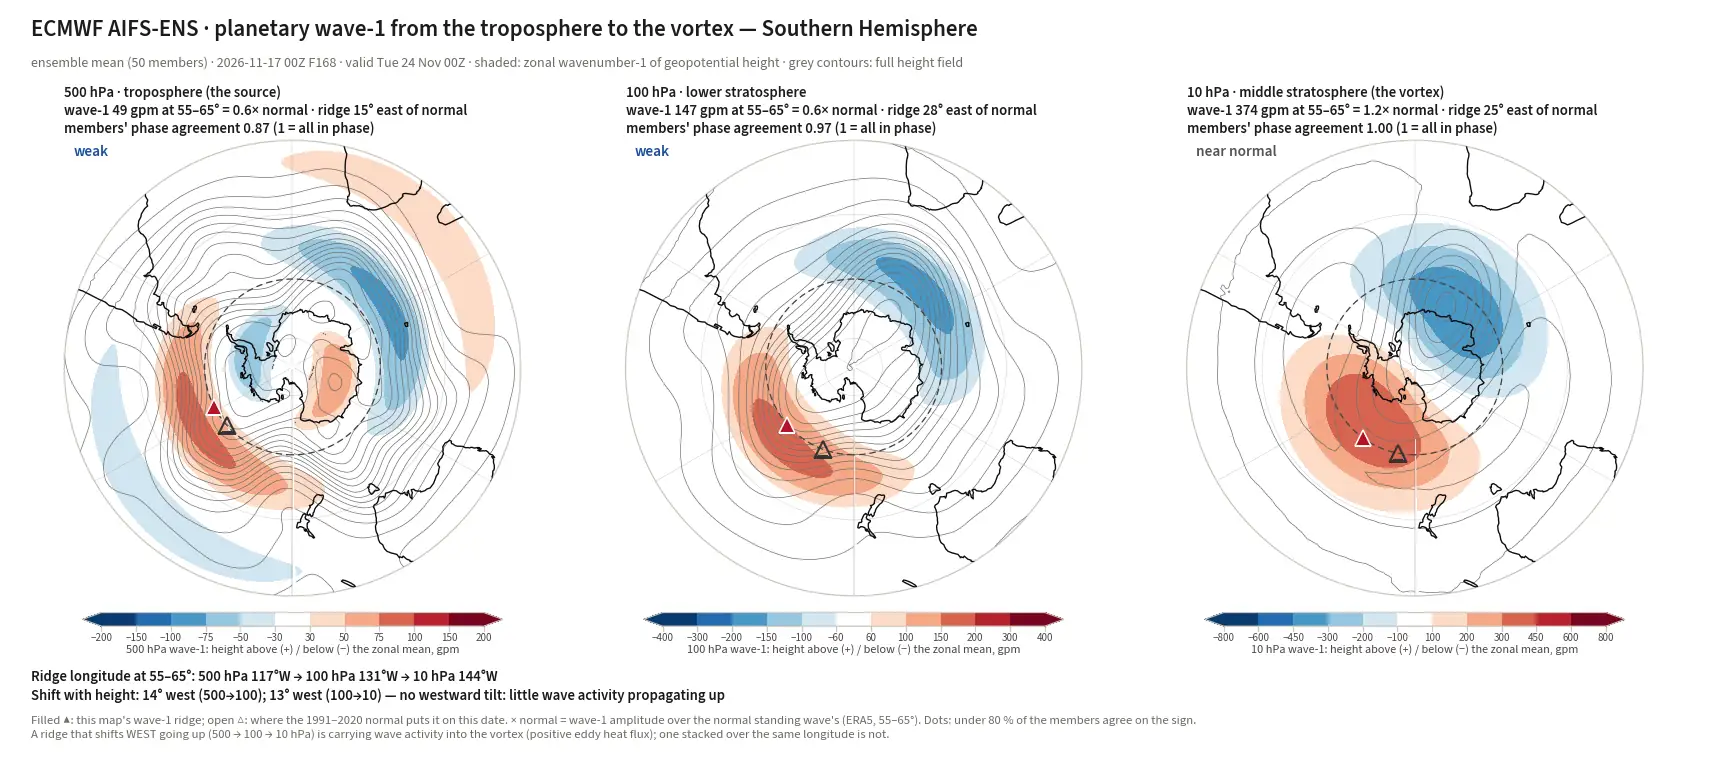 ECMWF AIFS-ENS · planetary wave-1 from the troposphere to the vortex — Southern Hemisphere
ensemble mean (50 members) · 2026-11-17 00Z F168 · valid Tue 24 Nov 00Z · shaded: zonal wavenumber-1 of geopotential height · grey contours: full height field
500 hPa · troposphere (the source)
wave-1 49 gpm at 55–65° = 0.6× normal · ridge 15° east of normal
members' phase agreement 0.87 (1 = all in phase)
weak
100 hPa · lower stratosphere
wave-1 147 gpm at 55–65° = 0.6× normal · ridge 28° east of normal
members' phase agreement 0.97 (1 = all in phase)
weak
10 hPa · middle stratosphere (the vortex)
wave-1 374 gpm at 55–65° = 1.2× normal · ridge 25° east of normal
members' phase agreement 1.00 (1 = all in phase)
near normal
−200 −150 −100 −75 −50 −30 30 50 75 100 150 200
500 hPa wave-1: height above (+) / below (−) the zonal mean, gpm
−400 −300 −200 −150 −100 −60 60 100 150 200 300 400
100 hPa wave-1: height above (+) / below (−) the zonal mean, gpm
−800 −600 −450 −300 −200 −100 100 200 300 450 600 800
10 hPa wave-1: height above (+) / below (−) the zonal mean, gpm
Ridge longitude at 55–65°: 500 hPa 117°W → 100 hPa 131°W → 10 hPa 144°W
Shift with height: 14° west (500→100); 13° west (100→10) — no westward tilt: little wave activity propagating up
Filled ▲: this map's wave-1 ridge; open △: where the 1991–2020 normal puts it on this date. × normal = wave-1 amplitude over the normal standing wave's (ERA5, 55–65°). Dots: under 80 % of the members agree on the sign.
A ridge that shifts WEST going up (500 → 100 → 10 hPa) is carrying wave activity into the vortex (positive eddy heat flux); one stacked over the same longitude is not.